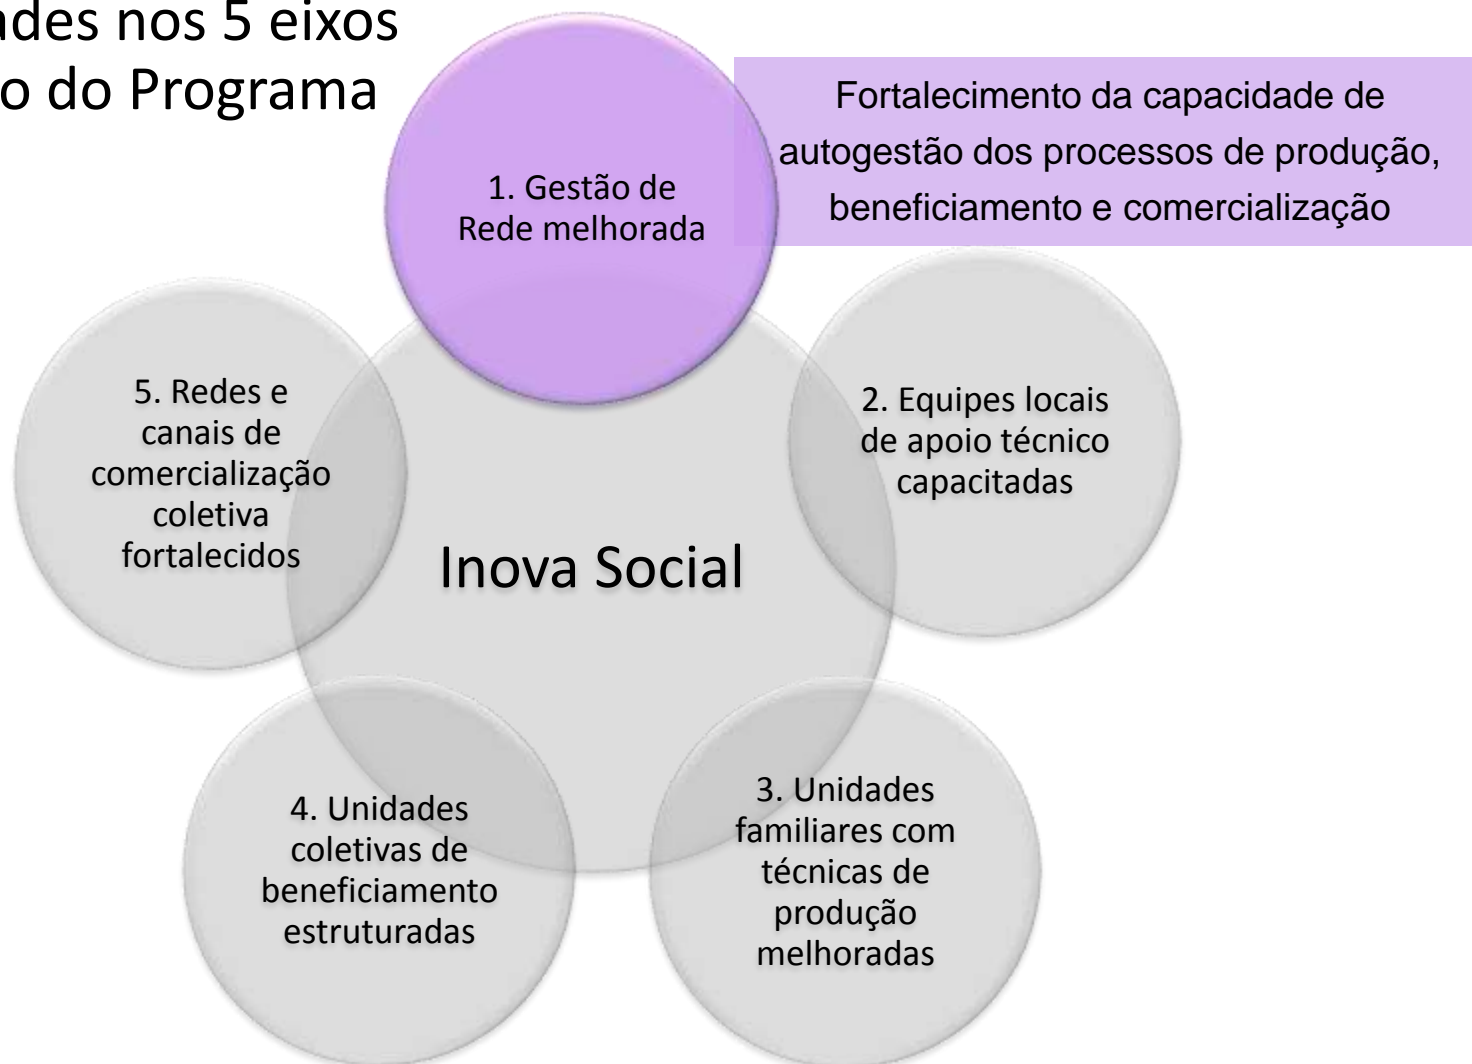 nos 5 eixos
do Programa
Fortalecimento da capacidade de
autogestão dos processos de produção,
beneficiamento e comercialização
1. Gestão de
Rede melhorada
2. Equipes locais
de apoio técnico
capacitadas
3. Unidades
familiares com
técnicas de
produção
melhoradas
4. Unidades
coletivas de
beneficiamento
estruturadas
5. Redes e
canais de
comercialização
coletiva
fortalecidos
Inova Social